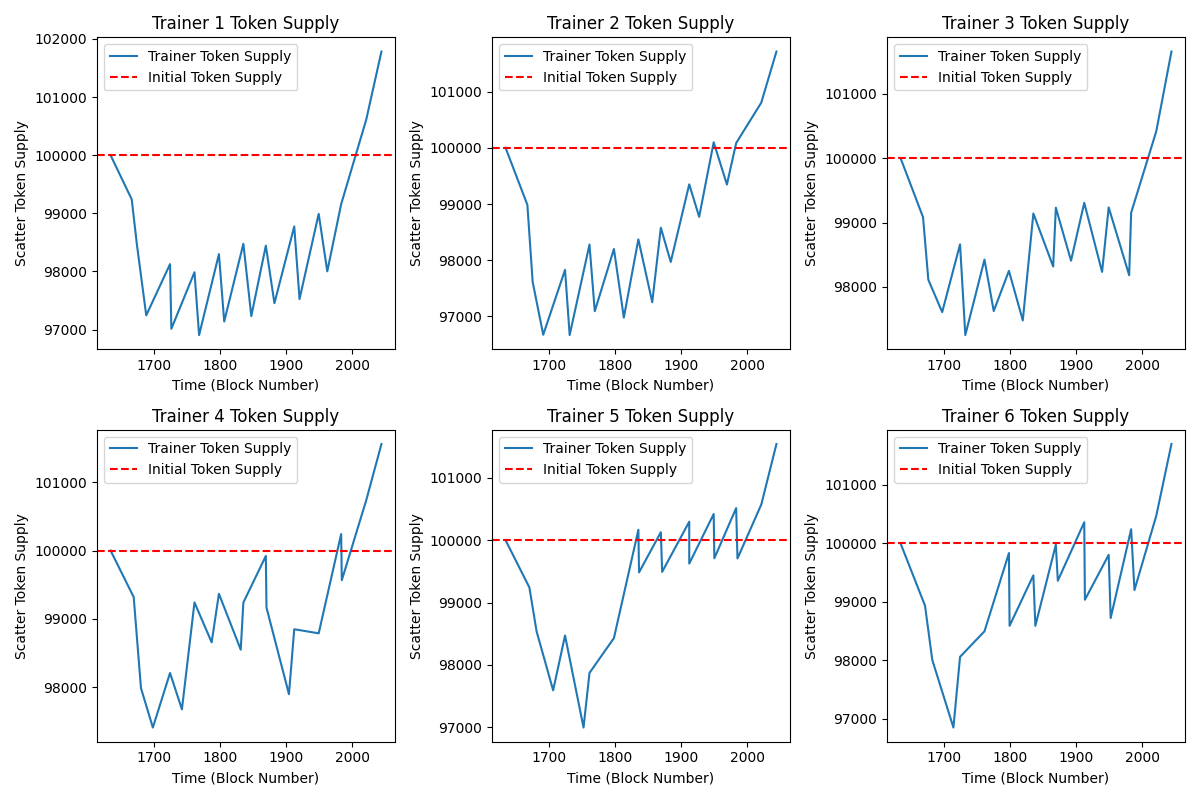 Trainer 1 Token Supply
Trainer Token Supply
Initial Token Supply
102000
101000
100000
99000
98000
97000
Scatter Token Supply
1700 1800 1900 2000
Time (Block Number)
Trainer 2 Token Supply
Trainer Token Supply
Initial Token Supply
101000
100000
99000
98000
97000
Scatter Token Supply
1700 1800 1900 2000
Time (Block Number)
Trainer 3 Token Supply
Trainer Token Supply
Initial Token Supply
101000
100000
99000
98000
Scatter Token Supply
1700 1800 1900 2000
Time (Block Number)
Trainer 4 Token Supply
Trainer Token Supply
Initial Token Supply
101000
100000
99000
98000
Scatter Token Supply
1700 1800 1900 2000
Time (Block Number)
Trainer 5 Token Supply
Trainer Token Supply
Initial Token Supply
101000
100000
99000
98000
97000
Scatter Token Supply
1700 1800 1900 2000
Time (Block Number)
Trainer 6 Token Supply
Trainer Token Supply
Initial Token Supply
101000
100000
99000
98000
97000
Scatter Token Supply
1700 1800 1900 2000
Time (Block Number)